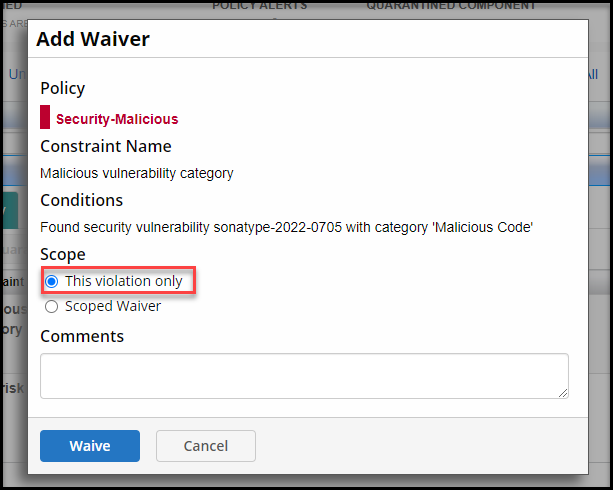 POLICY ALERTS
QUARANTINED COMPONENT
Add Waiver
Policy
Security-Malicious
Constraint Name
Malicious vulnerability category
Conditions
Found security vulnerability sonatype-2022-0705 with category 'Malicious Code'
Scope
This violation only
Scoped Waiver
Comments
Waive
Cancel
risk